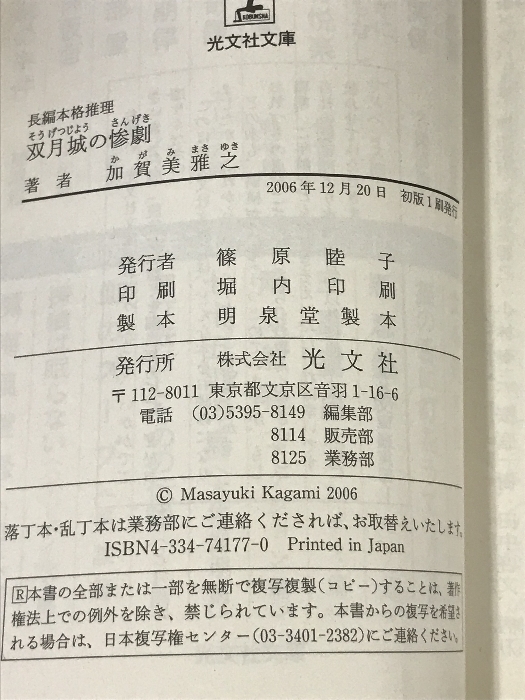 KOBUNSHA
光文社文庫
長編本格推理
そうげつじょう さんげき
双月城の惨劇
か が み まさ ゆき
著者 加賀美雅之
2006年12月20日 初版1刷発行
発行者 篠原睦子
印刷 堀内印刷
製本 明泉堂製本
発行所 株式会社 光文社
〒112-8011 東京都文京区音羽1-16-6
電話 (03)5395-8149 編集部
8114 販売部
8125 業務部
© Masayuki Kagami 2006
落丁本・乱丁本は業務部にご連絡くだされば、お取替えいたします。
ISBN4-334-74177-0 Printed in Japan
R本書の全部または一部を無断で複写複製(コピー)することは、著作
権法上での例外を除き、禁じられています。本書からの複写を希望さ
れる場合は、日本複写権センター(03-3401-2382)にご連絡ください。